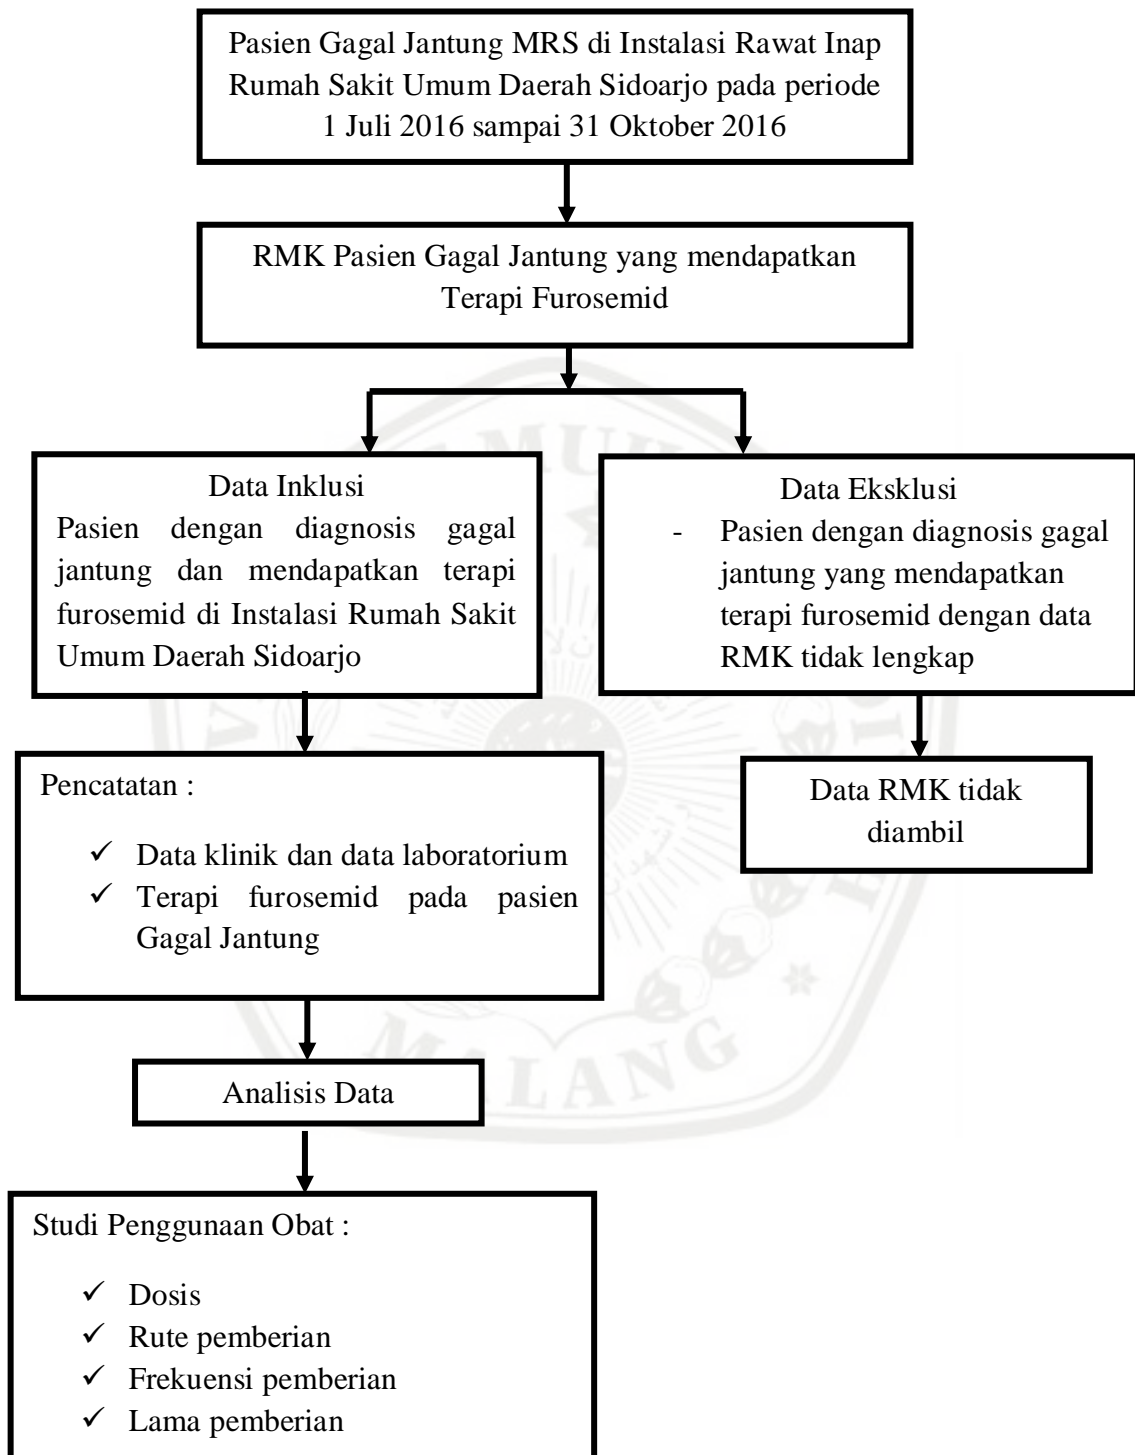 Pasien Gagal Jantung MRS di Instalasi Rawat Inap
Rumah Sakit Umum Daerah Sidoarjo pada periode
1 Juli 2016 sampai 31 Oktober 2016
RMK Pasien Gagal Jantung yang mendapatkan
Terapi Furosemid
Data Inklusi
Pasien dengan diagnosis gagal
jantung dan mendapatkan terapi
furosemid di Instalasi Rumah Sakit
Umum Daerah Sidoarjo
Data Eksklusi
- Pasien dengan diagnosis gagal
jantung yang mendapatkan
terapi furosemid dengan data
RMK tidak lengkap
Pencatatan :
✓ Data klinik dan data laboratorium
✓ Terapi furosemid pada pasien
Gagal Jantung
Data RMK tidak
diambil
Analisis Data
Studi Penggunaan Obat :
✓ Dosis
✓ Rute pemberian
✓ Frekuensi pemberian
✓ Lama pemberian
MALANG